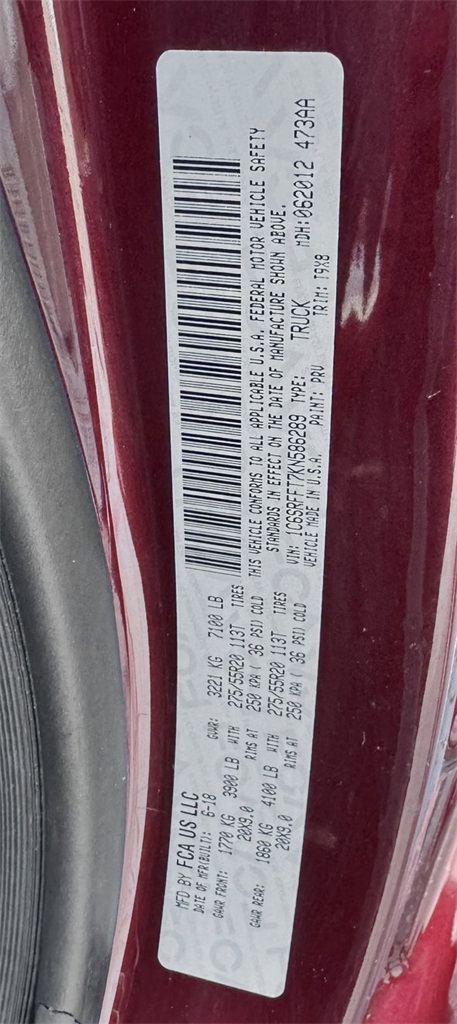 MFD BY FCA US LLC
DATE OF MFR(BUILT): 6-18 GVWR: 3221 KG 7100 LB
GAWR FRONT: 1770 KG 3900 LB WITH 275/55R20 113T TIRES
20X9.0 RIMS AT 250 KPA ( 36 PSI) COLD
GAWR REAR: 1860 KG 4100 LB WITH 275/55R20 113T TIRES
20X9.0 RIMS AT 250 KPA ( 36 PSI) COLD
THIS VEHICLE CONFORMS TO ALL APPLICABLE U.S.A. FEDERAL MOTOR VEHICLE SAFETY
STANDARDS IN EFFECT ON THE DATE OF MANUFACTURE SHOWN ABOVE.
VIN: 1C6SRFFT7KN586289 TYPE: TRUCK MDH:062012 473AA
VEHICLE MADE IN U.S.A. PAINT: PRV TRIM: T9X8